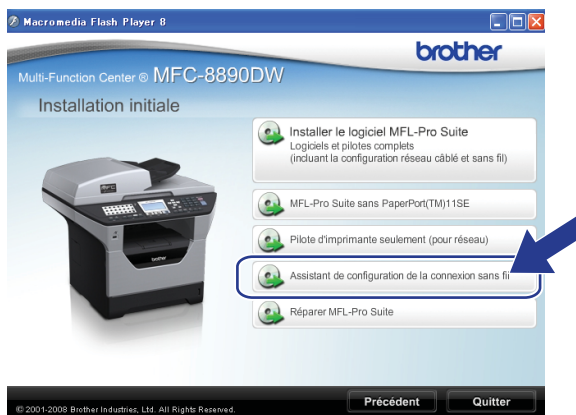 Macromedia Flash Player 8
brother
Multi-Function Center ® MFC-8890DW
Installation initiale
Installer le logiciel MFL-Pro Suite
Logiciels et pilotes complets
(incluant la configuration réseau câblé et sans fil)
MFL-Pro Suite sans PaperPort(TM)11SE
Pilote d'imprimante seulement (pour réseau)
Assistant de configuration de la connexion sans fil
Réparer MFL-Pro Suite
Précédent Quitter
© 2001-2008 Brother Industries, Ltd. All Rights Reserved.